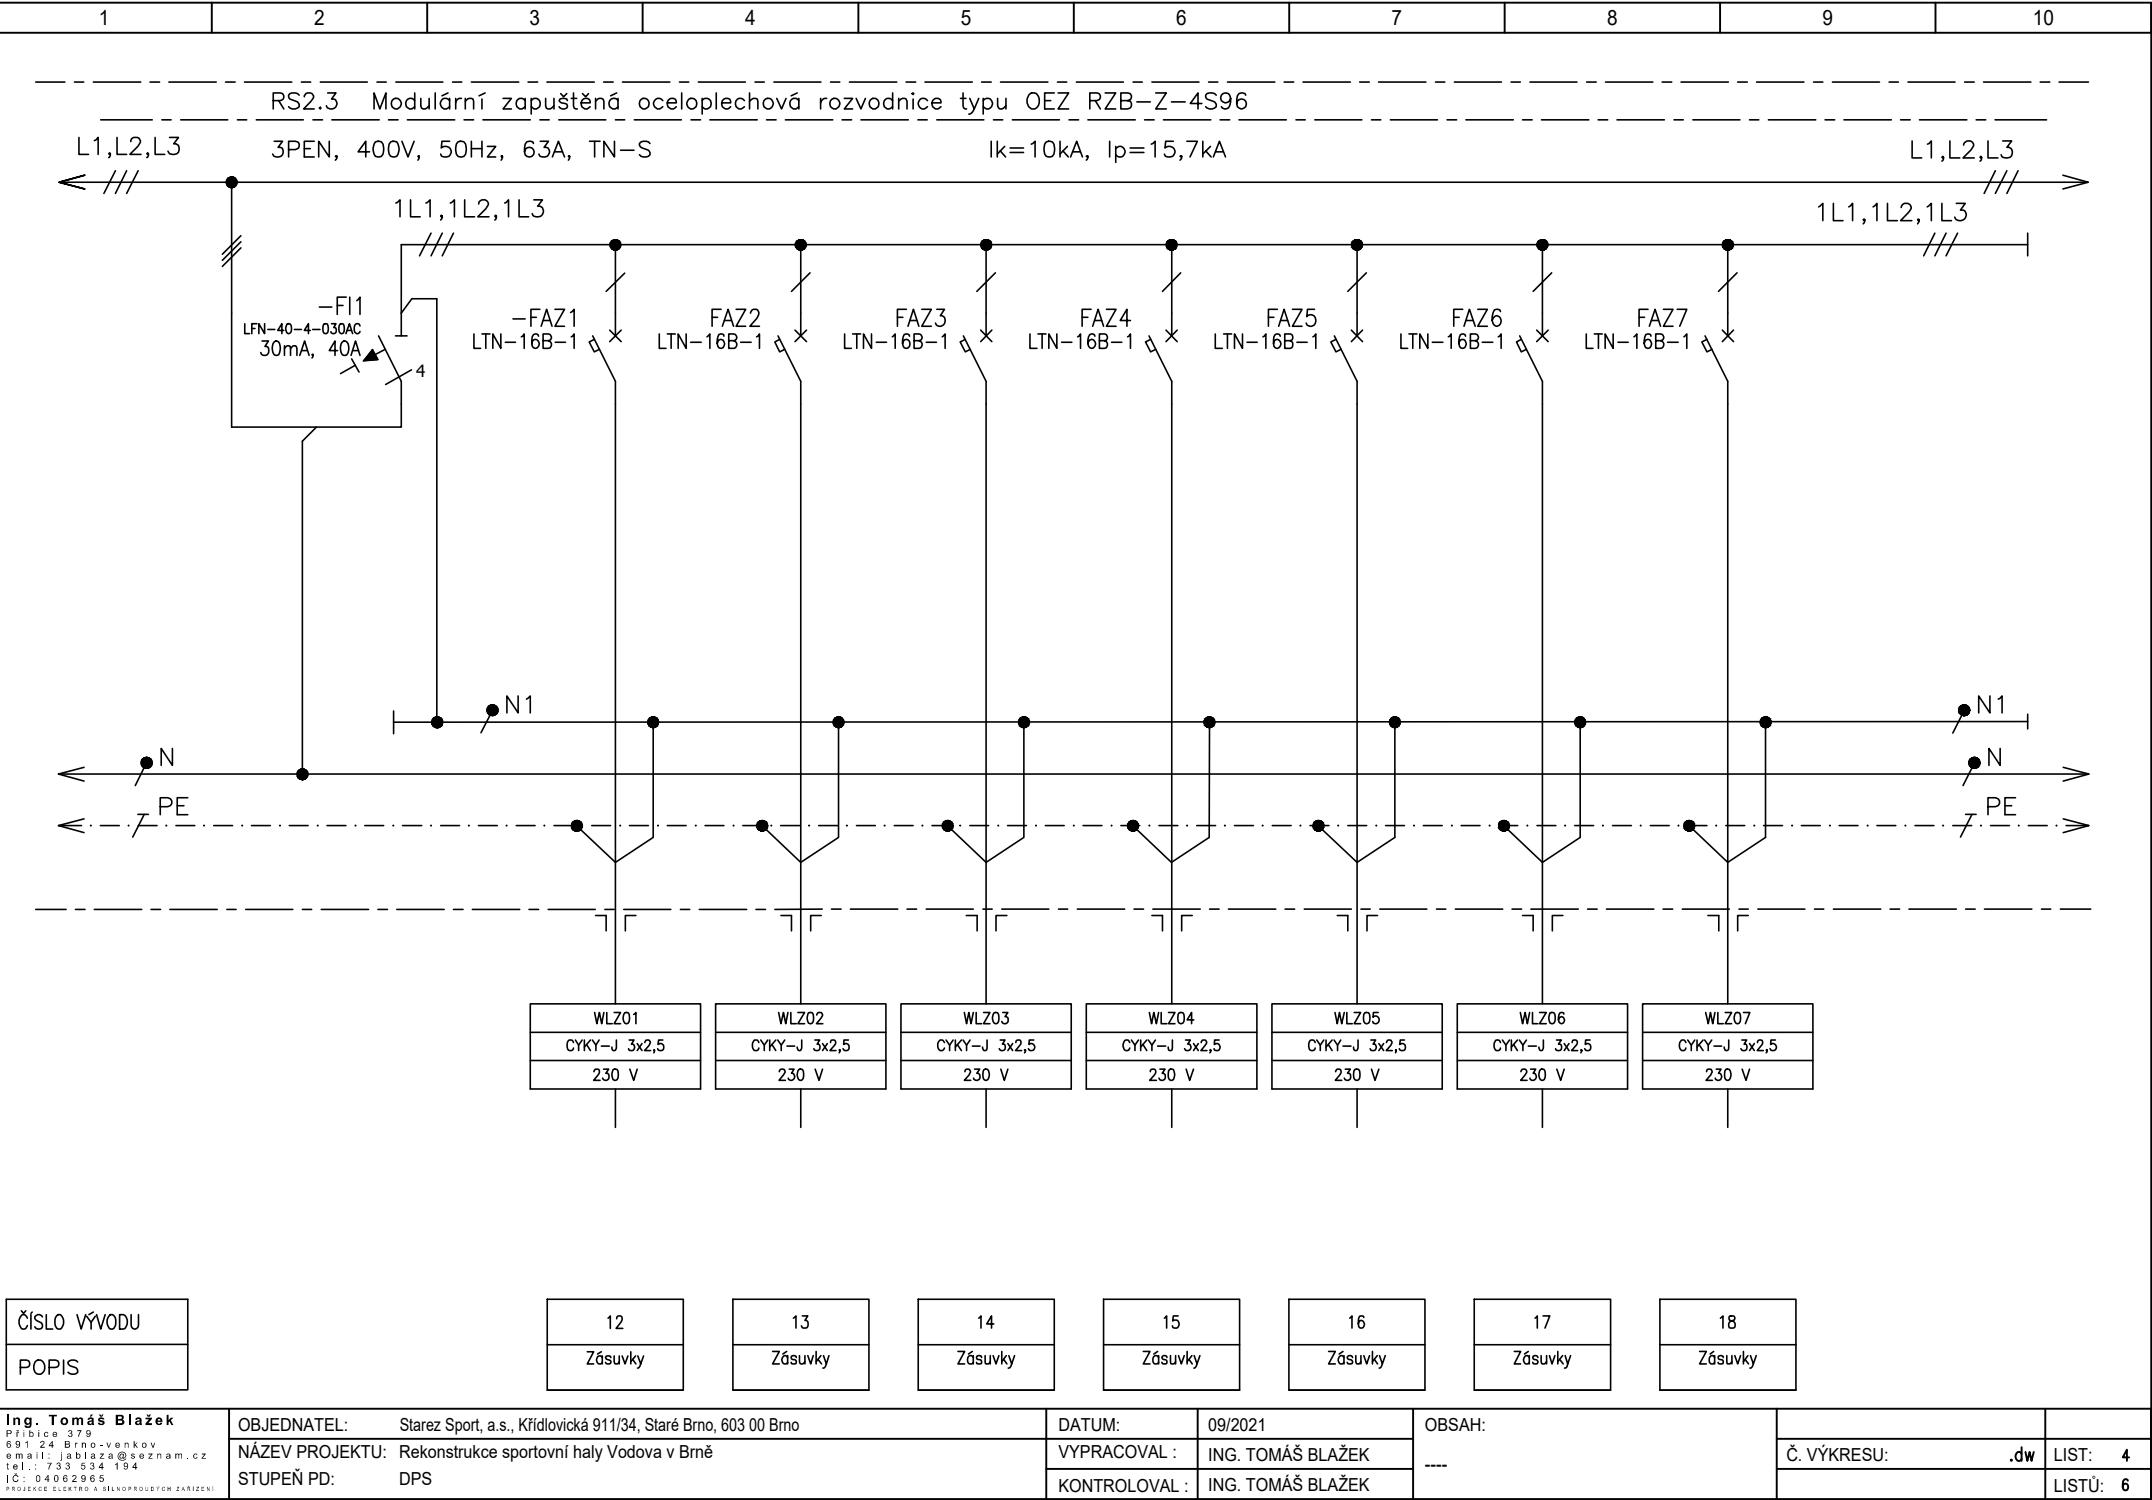 1 2 3 4 5 6 7 8 9 10
RS2.3 Modulární zapuštěná oceloplechová rozvodnice typu OEZ RZB-Z-4S96
L1,L2,L3 3PEN, 400V, 50Hz, 63A, TN-S Ik=10kA, Ip=15,7kA L1,L2,L3
1L1,1L2,1L3 1L1,1L2,1L3
-FI1 -FAZ1 FAZ2 FAZ3 FAZ4 FAZ5 FAZ6 FAZ7
LFN-40-4-030AC LTN-16B-1 LTN-16B-1 LTN-16B-1 LTN-16B-1 LTN-16B-1 LTN-16B-1 LTN-16B-1
30mA, 40A
4
N1 N1
N N
PE PE
WLZ01 WLZ02 WLZ03 WLZ04 WLZ05 WLZ06 WLZ07
CYKY-J 3x2,5 CYKY-J 3x2,5 CYKY-J 3x2,5 CYKY-J 3x2,5 CYKY-J 3x2,5 CYKY-J 3x2,5 CYKY-J 3x2,5
230 V 230 V 230 V 230 V 230 V 230 V 230 V
ČÍSLO VÝVODU 12 13 14 15 16 17 18
POPIS Zásuvky Zásuvky Zásuvky Zásuvky Zásuvky Zásuvky Zásuvky
Ing. Tomáš Blažek
Přibice 379
691 24 Brno-venkov
email: jablaza@seznam.cz
tel.: 733 534 194
IČ: 04062965
PROJEKCE ELEKTRO A SILNOPROUDÝCH ZAŘÍZENÍ
OBJEDNATEL: Starez Sport, a.s., Křídlovická 911/34, Staré Brno, 603 00 Brno
NÁZEV PROJEKTU: Rekonstrukce sportovní haly Vodova v Brně
STUPEŇ PD: DPS
DATUM: 09/2021
VYPRACOVAL : ING. TOMÁŠ BLAŽEK
KONTROLOVAL : ING. TOMÁŠ BLAŽEK
OBSAH:
----
Č. VÝKRESU: .dw
LIST: 4
LISTŮ: 6